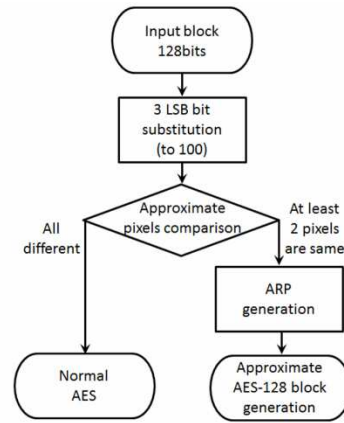 Input block
128bits
3 LSB bit
substitution
(to 100)
Approximate
pixels comparison
All
different
At least
2 pixels
are same
ARP
generation
Normal
AES
Approximate
AES-128 block
generation